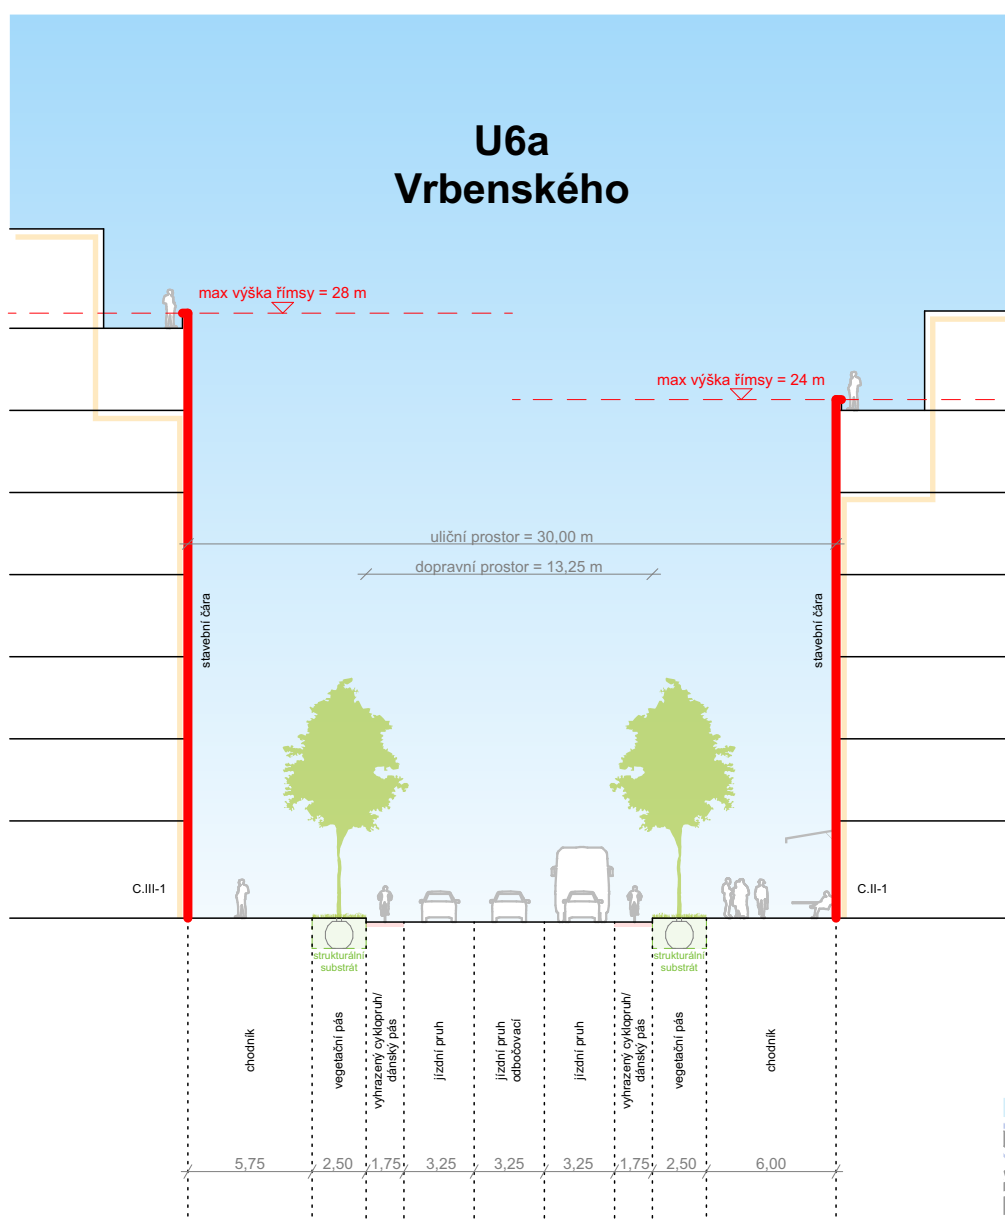 U6a
Vrbenského
max výška římsy = 28 m
max výška římsy = 24 m
uliční prostor = 30,00 m
dopravní prostor = 13,25 m
stavební čára
stavební čára
C.III-1
C.II-1
strukturální
substrát
strukturální
substrát
chodník
vegetační pás
vyhrazený cyklopruh/
dánský pás
jízdní pruh
jízdní pruh
odbočovací
jízdní pruh
vyhrazený cyklopruh/
dánský pás
vegetační pás
chodník
5,75 2,50 1,75 3,25 3,25 3,25 1,75 2,50 6,00